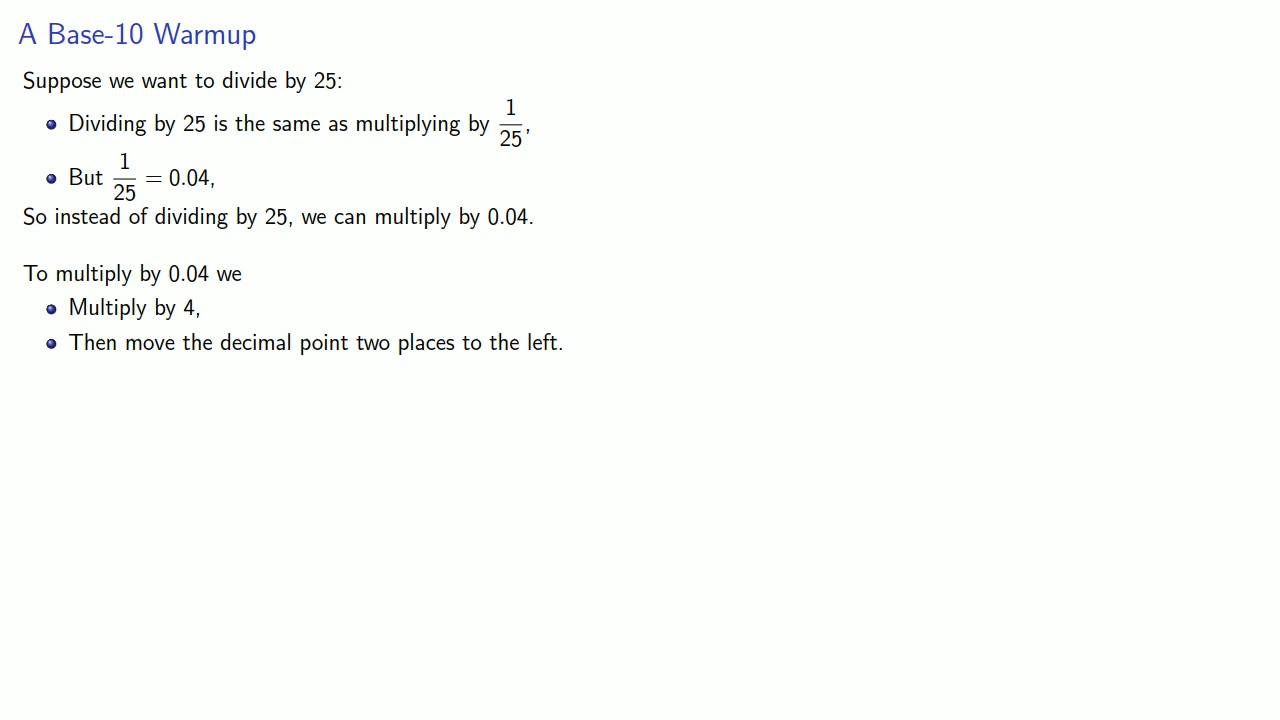 A Base-10 Warmup
Suppose we want to divide by 25:
Dividing by 25 is the same as multiplying by 1/25,
But 1/25 = 0.04,
So instead of dividing by 25, we can multiply by 0.04.
To multiply by 0.04 we
Multiply by 4,
Then move the decimal point two places to the left.